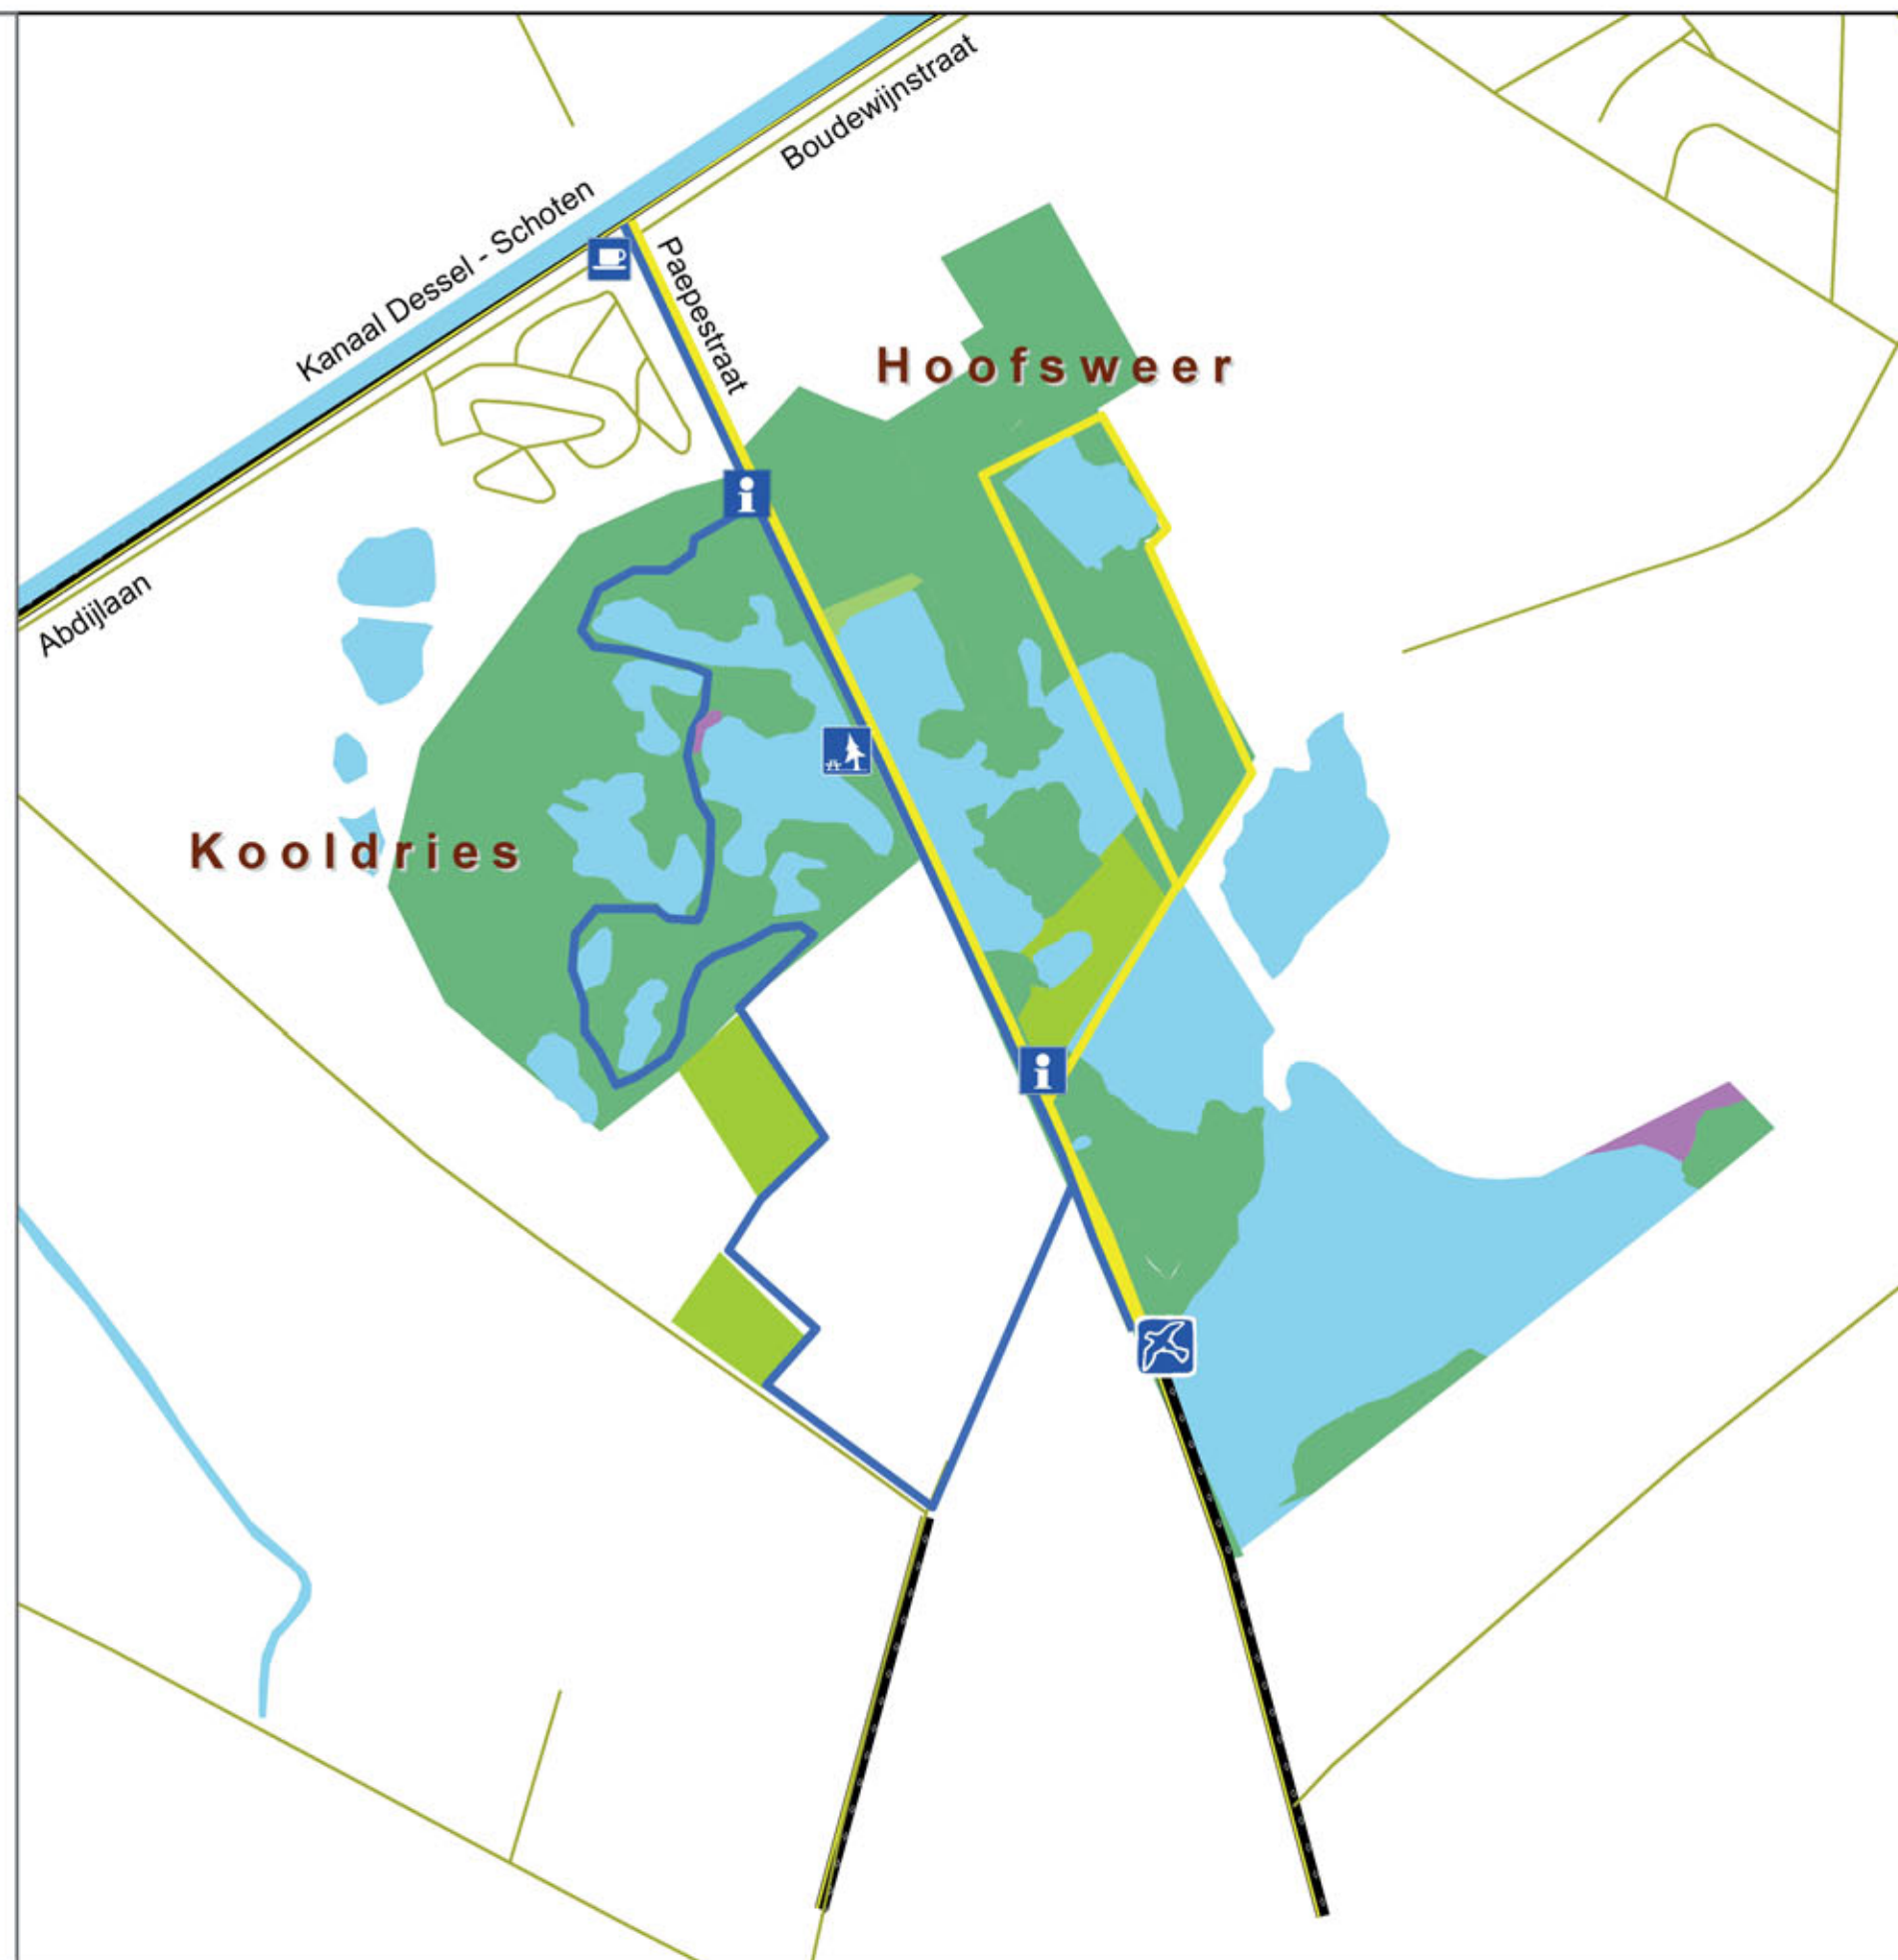 Boudewijnstraat
Kanaal Dessel - Schoten
Paepestraat
Hoofsweer
Abdijlaan
Kooldries